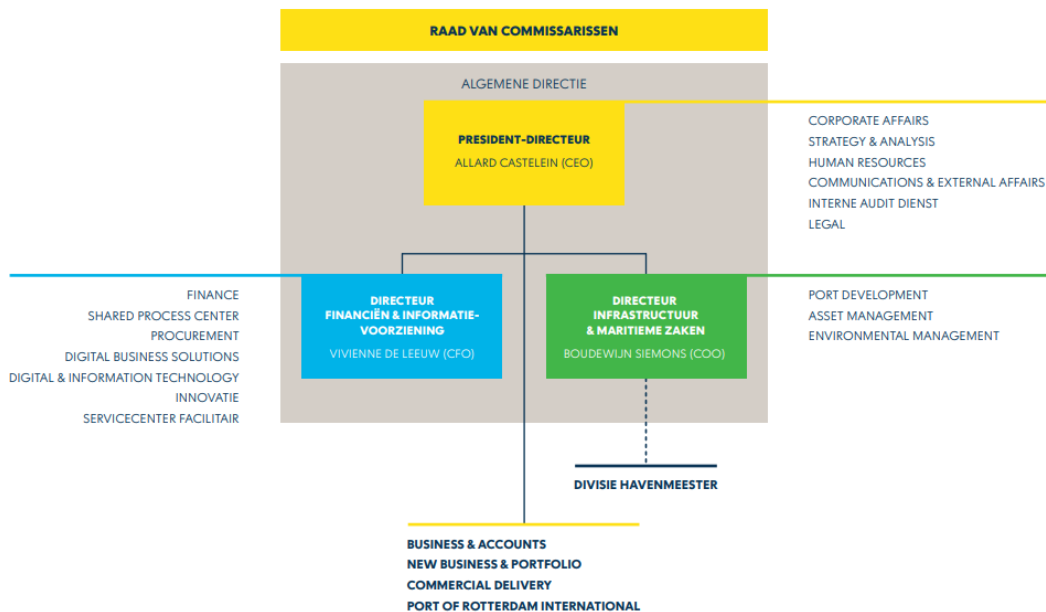 RAAD VAN COMMISSARISSEN
ALGEMENE DIRECTIE
PRESIDENT-DIRECTEUR
ALLARD CASTELEIN (CEO)
CORPORATE AFFAIRS
STRATEGY & ANALYSIS
HUMAN RESOURCES
COMMUNICATIONS & EXTERNAL AFFAIRS
INTERNE AUDIT DIENST
LEGAL
FINANCE
SHARED PROCESS CENTER
PROCUREMENT
DIGITAL BUSINESS SOLUTIONS
DIGITAL & INFORMATION TECHNOLOGY
INNOVATIE
SERVICECENTER FACILITAIR
DIRECTEUR
FINANCIËN & INFORMATIE-
VOORZIENING
VIVIENNE DE LEEUW (CFO)
DIRECTEUR
INFRASTRUCTUUR
& MARITIEME ZAKEN
BOUDEWIJN SIEMONS (COO)
PORT DEVELOPMENT
ASSET MANAGEMENT
ENVIRONMENTAL MANAGEMENT
DIVISIE HAVENMEESTER
BUSINESS & ACCOUNTS
NEW BUSINESS & PORTFOLIO
COMMERCIAL DELIVERY
PORT OF ROTTERDAM INTERNATIONAL